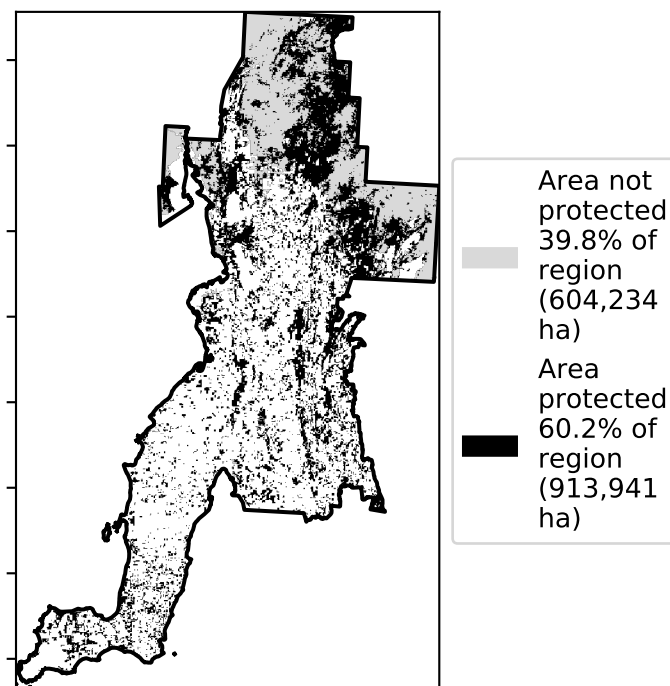 Area not
protected
39.8% of
region
(604,234
ha)
Area
protected
60.2% of
region
(913,941
ha)